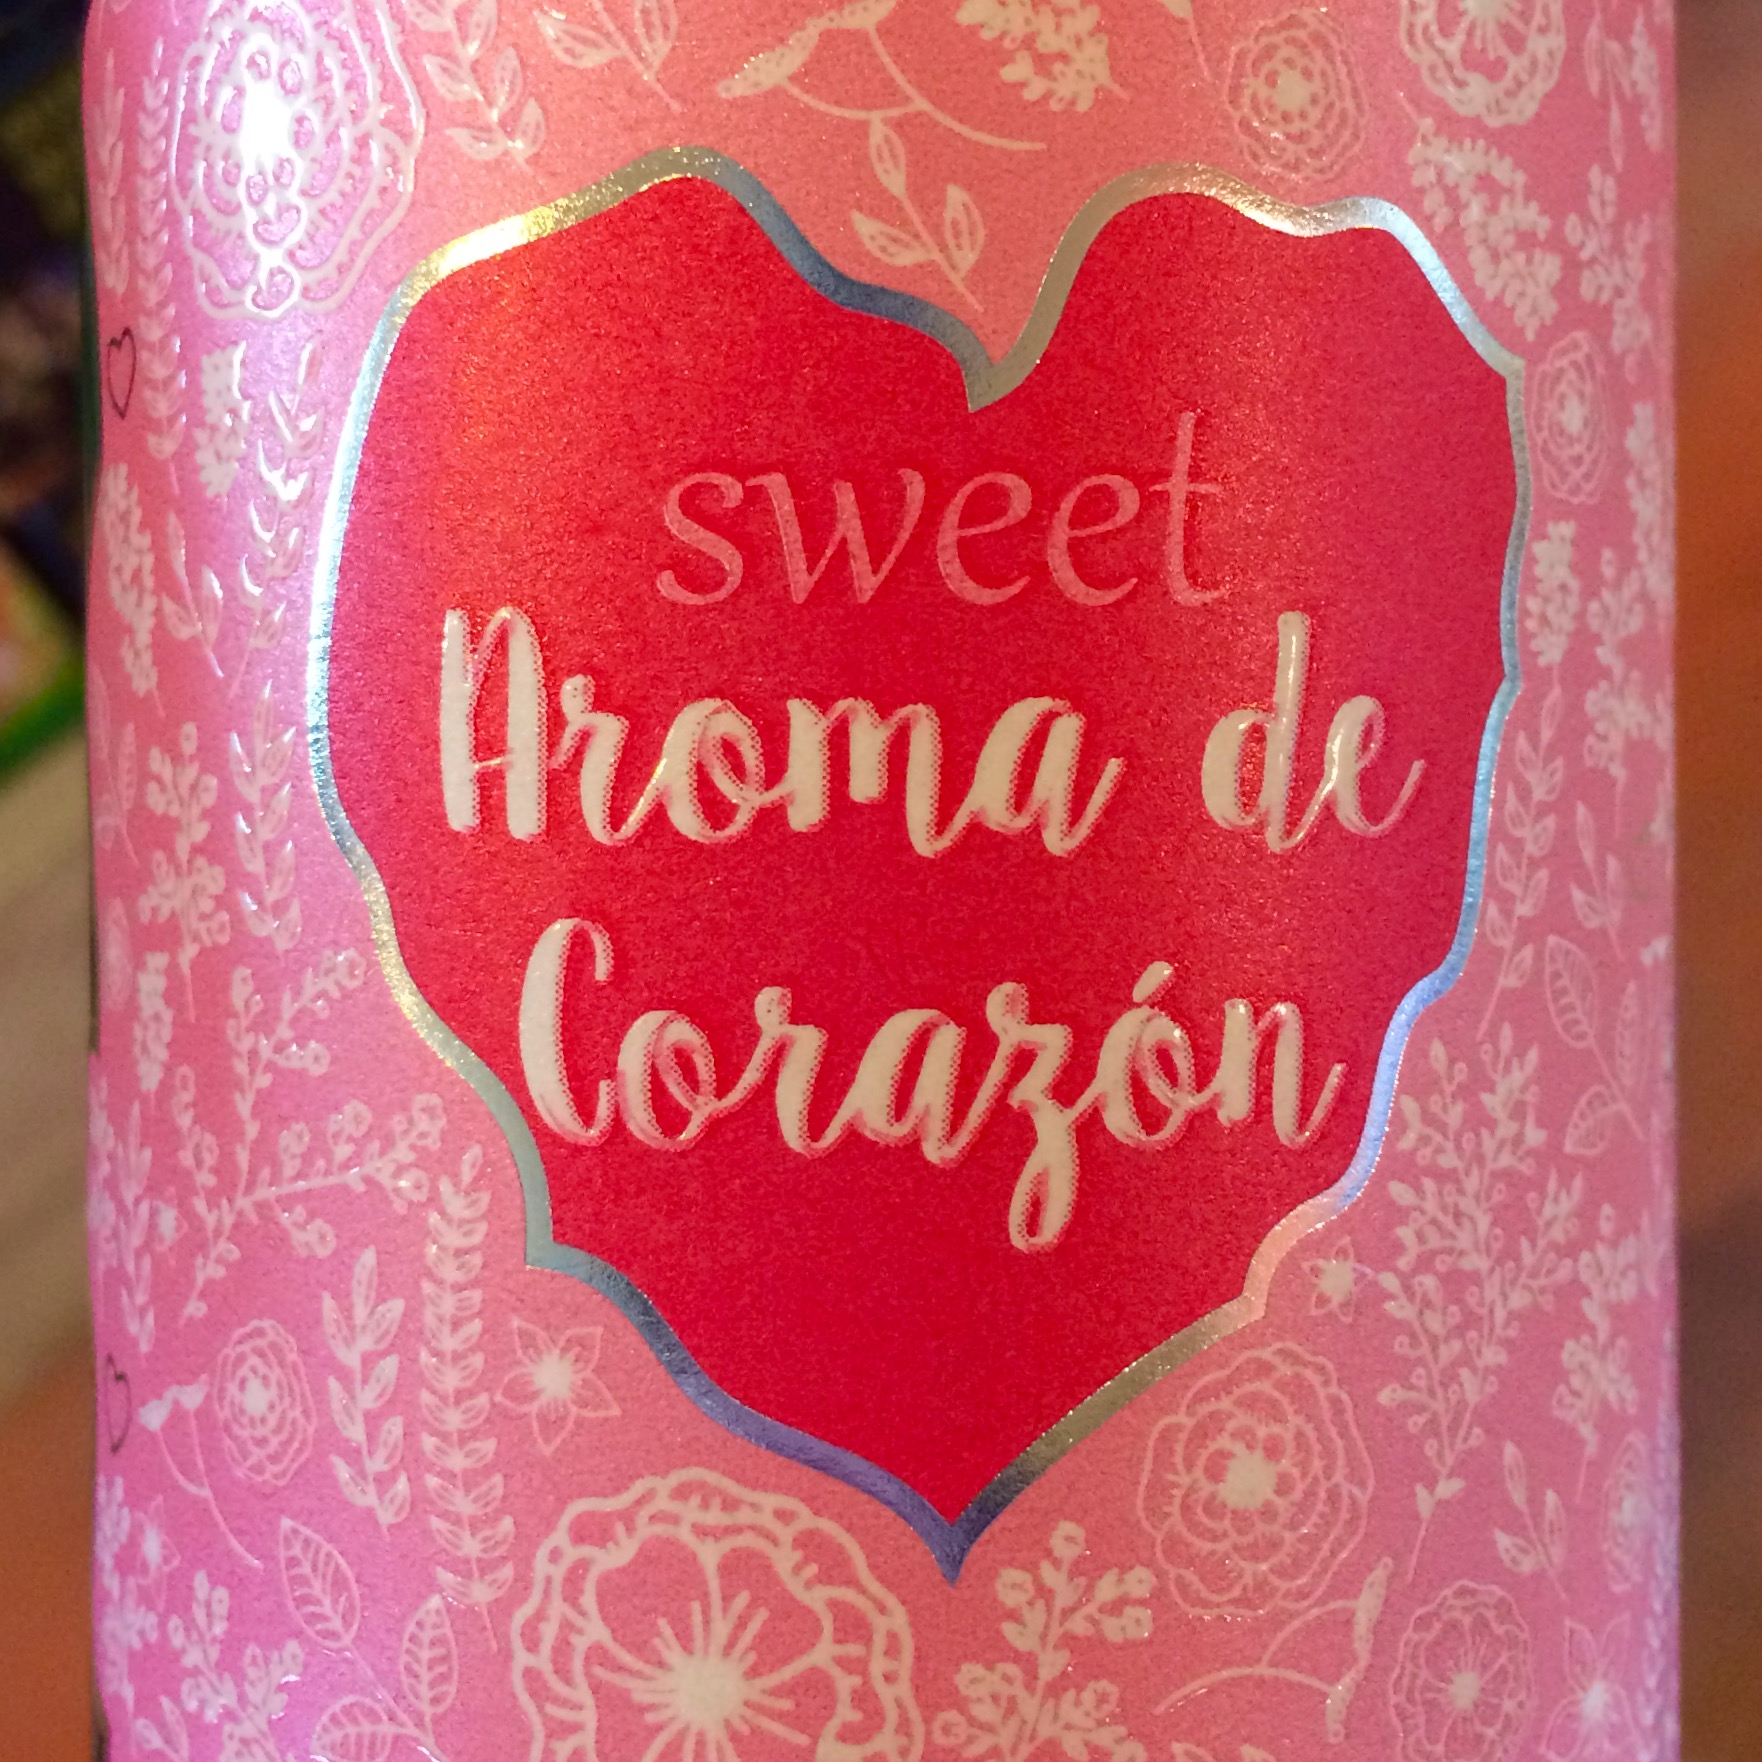 sweet
Aroma de
Corazón